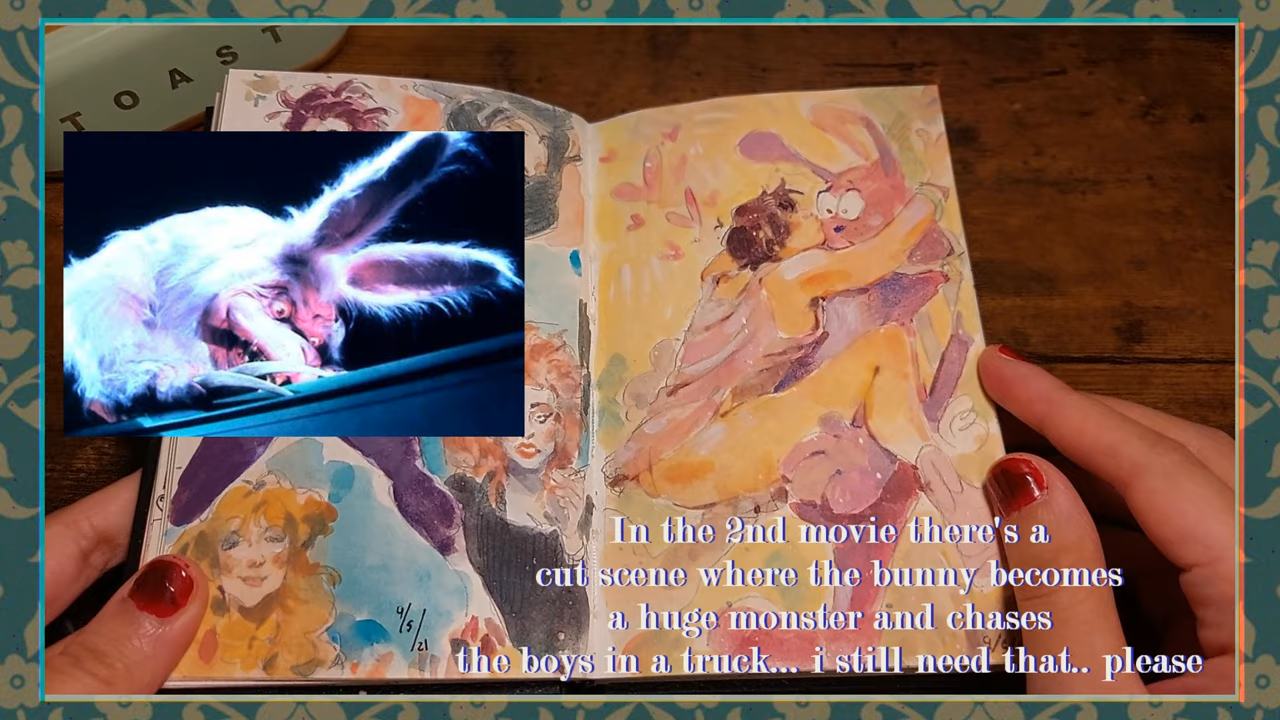 TOAST
In the 2nd movie there's a
cut scene where the bunny becomes
a huge monster and chases
the boys in a truck... i still need that.. please
9/5/21